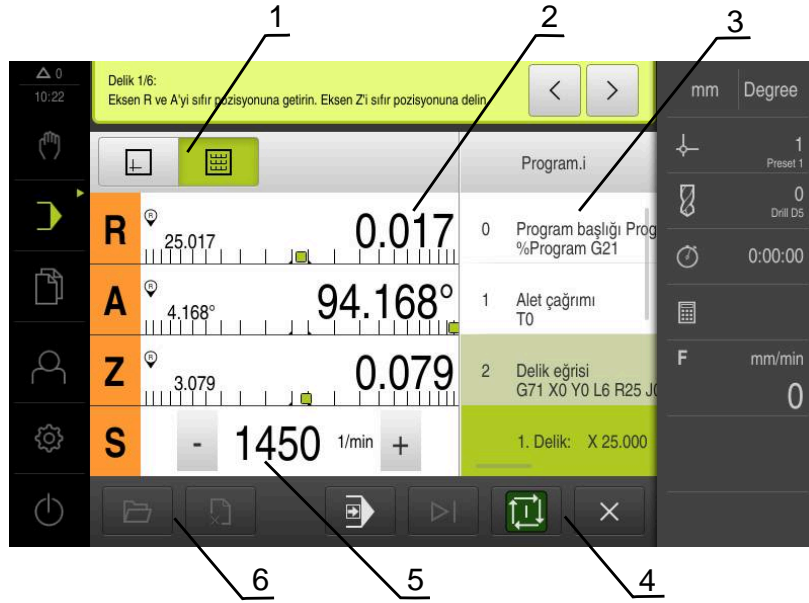 1
2
3
0
10:22
Delik 1/6:
Eksen R ve A'yi sıfır pozisyonuna getirin. Eksen Z'i sıfır pozisyonuna delin
mm Degree
1
Preset 1
0
Drill D5
0:00:00
F mm/min
0
Program.i
R
R 25.017 0.017
A
R 4.168° 94.168°
Z
R 3.079 0.079
S - 1450 1/min +
0 Program başlığı Prog
%Program G21
1 Alet çağrımı
T0
2 Delik eğrisi
G71 X0 Y0 L6 R25 J
1. Delik: X 25.000
6
5
4